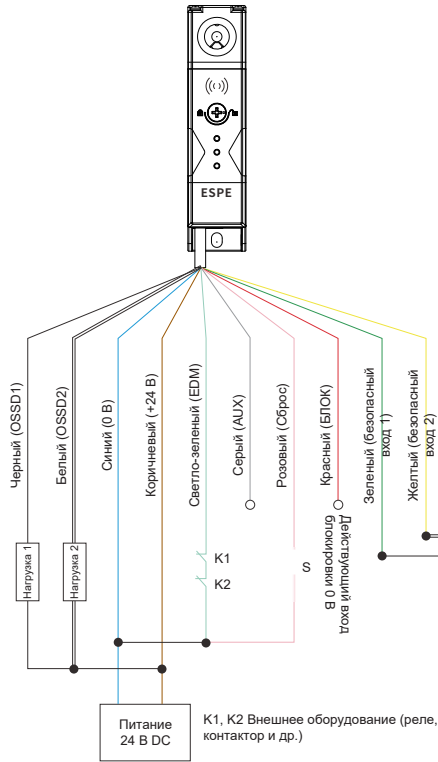 ESPE
Черный (OSSD1)
Белый (OSSD2)
Синий (0 В)
Коричневый (+24 В)
Светло-зеленый (EDM)
Серый (AUX)
Розовый (Сброс)
Красный (БЛОК)
Зеленый (безопасный
вход 1)
Желтый (безопасный
вход 2)
Нагрузка 1
Нагрузка 2
K1
K2
S
Действующий вход
блокировки 0 В
Питание
24 В DC
K1, K2 Внешнее оборудование (реле,
контактор и др.)